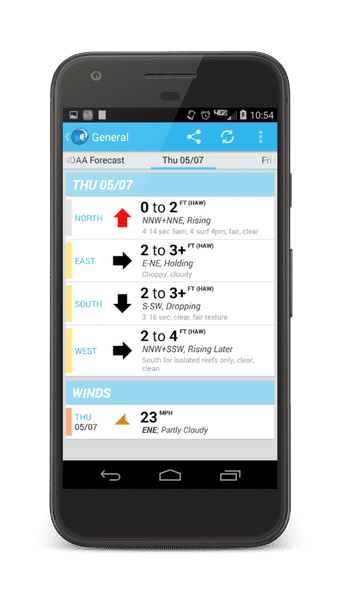 4G LTE 10:54
General
NOAA Forecast Thu 05/07 Fri
THU 05/07
NORTH
0 to 2 FT (HAW)
NNW+NNE, Rising
4' 14 sec 5am; 4' surf 4pm; fair, clear
EAST
2 to 3+ FT (HAW)
E-NE, Holding
Choppy, cloudy
SOUTH
2 to 3+ FT (HAW)
S-SW, Dropping
3' 16 sec; clear, fair texture
WEST
2 to 4 FT (HAW)
NNW+SSW, Rising Later
South for isolated reefs only, clear,
clean
WINDS
THU
05/07
23 MPH
ENE; Partly Cloudy